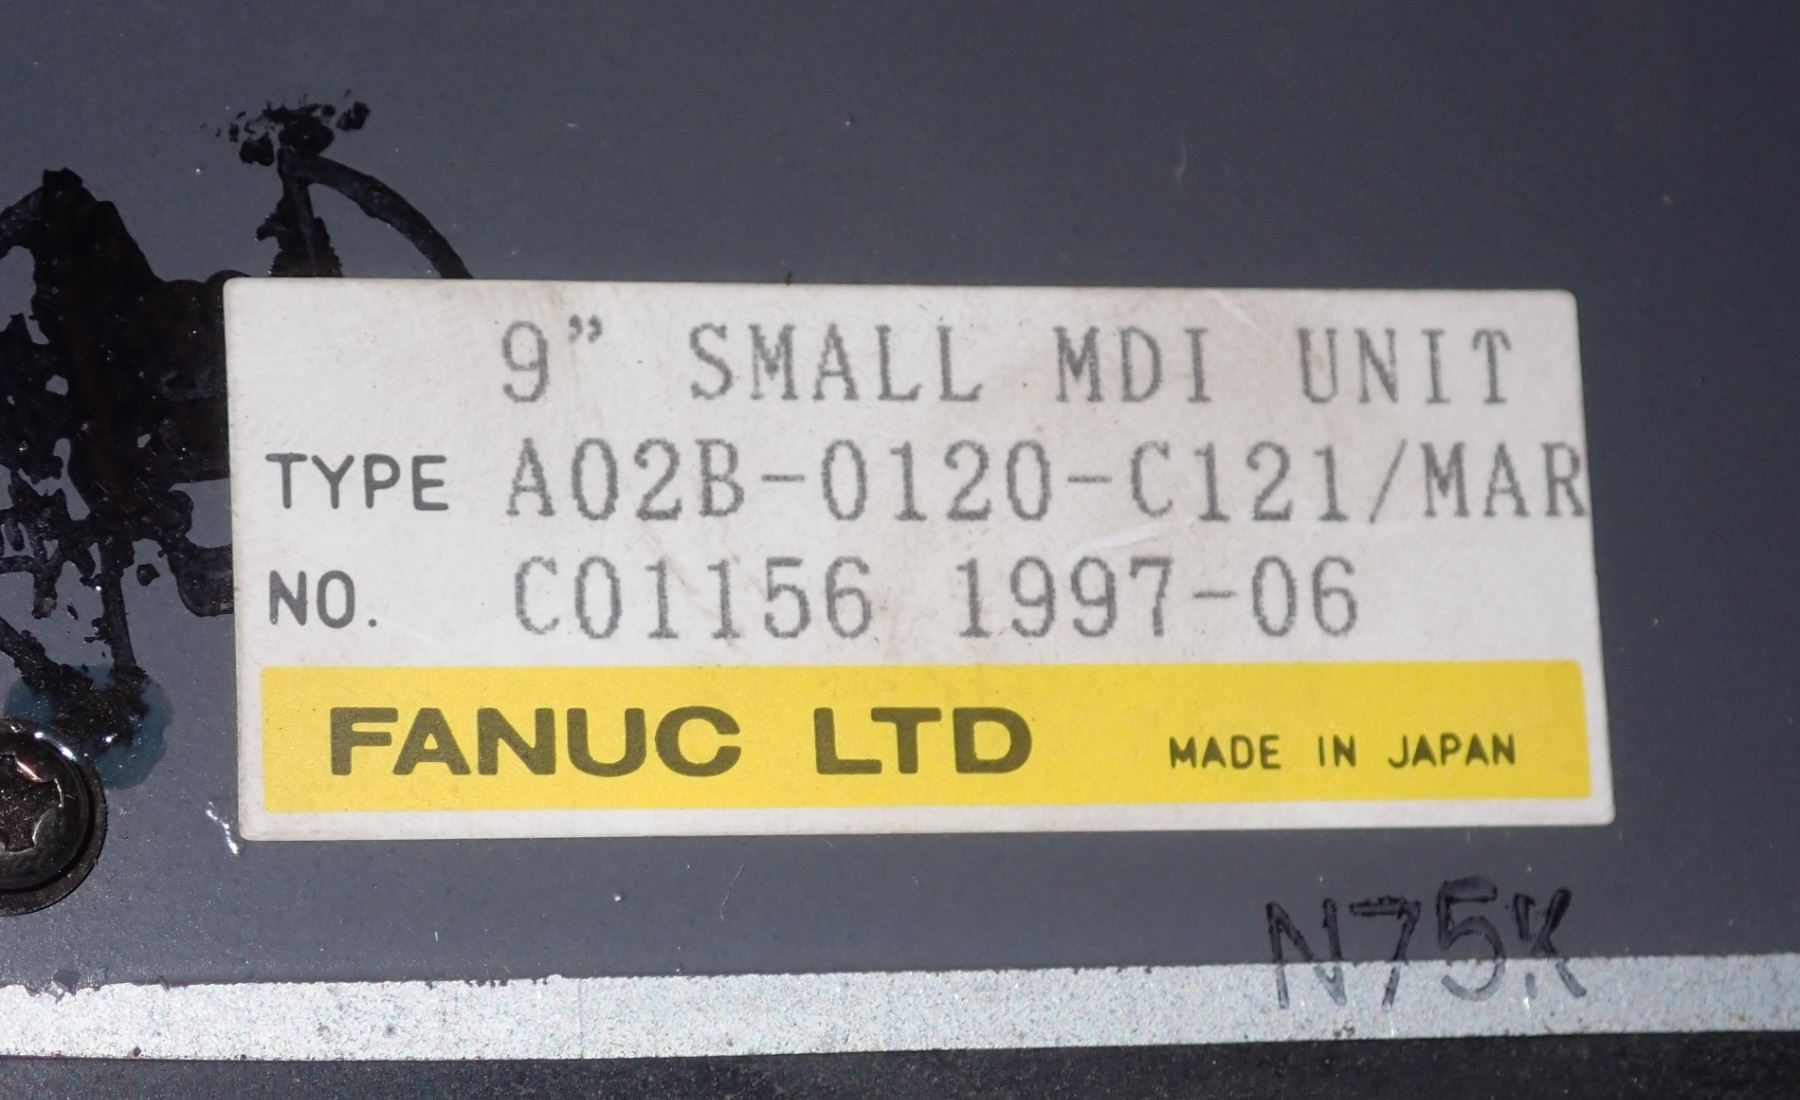 9” SMALL MDI UNIT
TYPE A02B-0120-C121/MAR
NO. C01156 1997-06
FANUC LTD MADE IN JAPAN
N75K